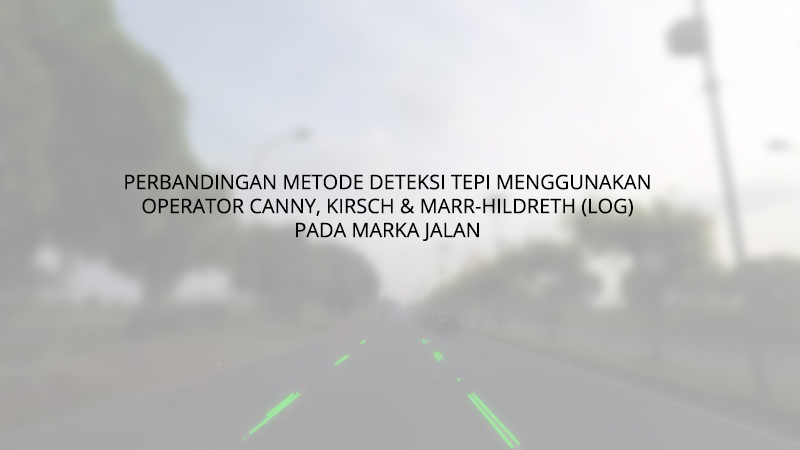 PERBANDINGAN METODE DETEKSI TEPI MENGGUNAKAN
OPERATOR CANNY, KIRSCH & MARR-HILDRETH (LOG)
PADA MARKA JALAN